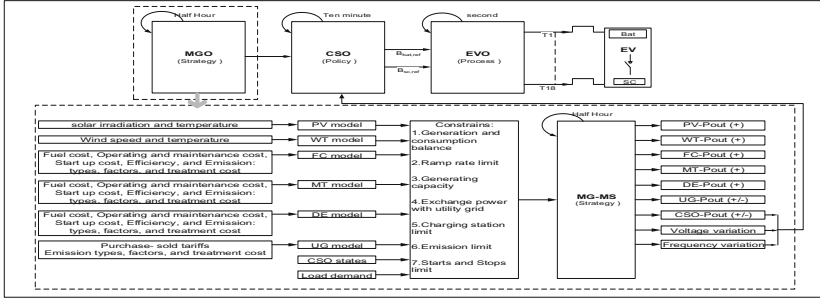 Half Hour
MGO
(Strategy)
Ten minute
CSO
(Policy)
Bbat,ref
Bsc,ref
second
EVO
(Process)
T1
T18
Bat
EV
SC
solar irradiation and temperature
PV model
Wind speed and temperature
WT model
Fuel cost, Operating and maintenance cost,
Start up cost, Efficiency, and Emission:
types, factors, and treatment cost
FC model
Fuel cost, Operating and maintenance cost,
Start up cost, Efficiency, and Emission:
types, factors, and treatment cost
MT model
Fuel cost, Operating and maintenance cost,
Start up cost, Efficiency, and Emission:
types, factors, and treatment cost
DE model
Purchase- sold tariffs
Emission types, factors, and treatment cost
UG model
CSO states
Load demand
Constrains:
1.Generation and
consumption
balance
2.Ramp rate limit
3.Generating
capacity
4.Exchange power
with utility grid
5.Charging station
limit
6.Emission limit
7.Starts and Stops
limit
Half Hour
MG-MS
(Strategy)
PV-Pout (+)
WT-Pout (+)
FC-Pout (+)
MT-Pout (+)
DE-Pout (+)
UG-Pout (+/-)
CSO-Pout (+/-)
Voltage variation
Frequency variation